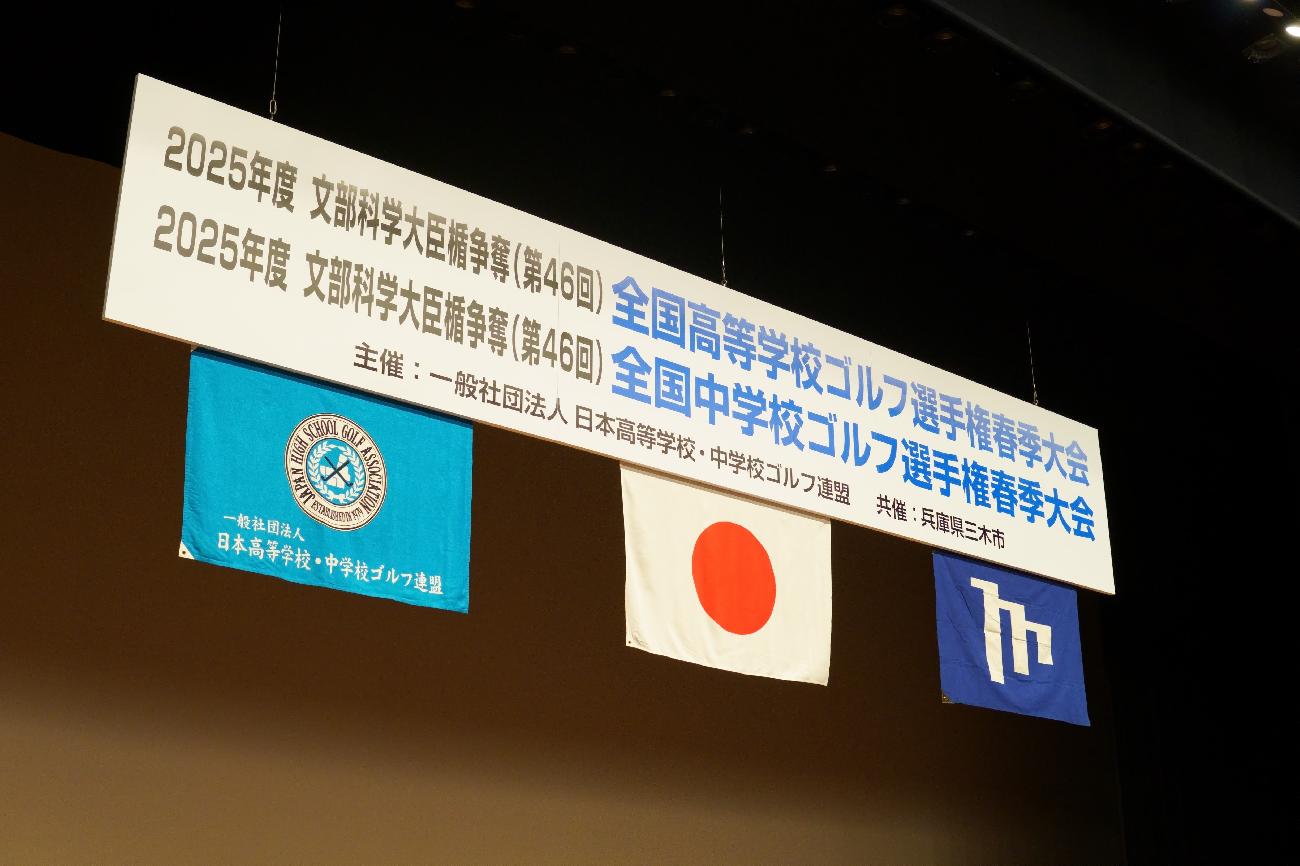 2025年度 文部科学大臣楯争奪(第46回) 全国高等学校ゴルフ選手権春季大会
2025年度 文部科学大臣楯争奪(第46回) 全国中学校ゴルフ選手権春季大会
主催：一般社団法人 日本高等学校・中学校ゴルフ連盟 共催：兵庫県三木市
JAPAN HIGH SCHOOL GOLF ASSOCIATION
ESTABLISHED IN 1979
一般社団法人
日本高等学校・中学校ゴルフ連盟